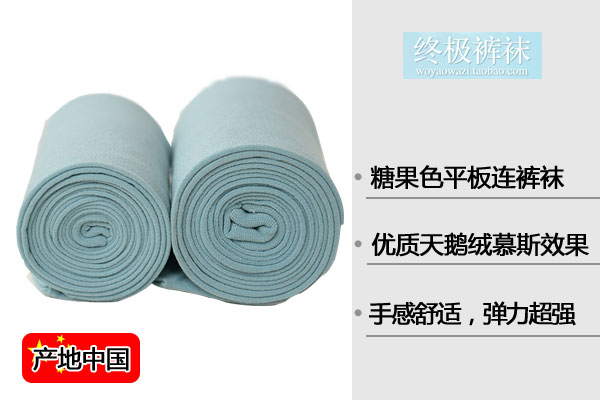 终极裤袜
woyaowazi.taobao.com
糖果色平板连裤袜
优质天鹅绒慕斯效果
手感舒适，弹力超强
产地中国